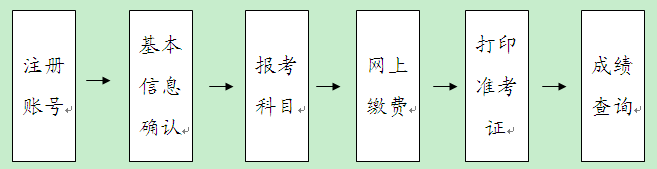 注册
账号
基本
信息
确认
报考
科目
网上
缴费
打印
准考
证
成绩
查询